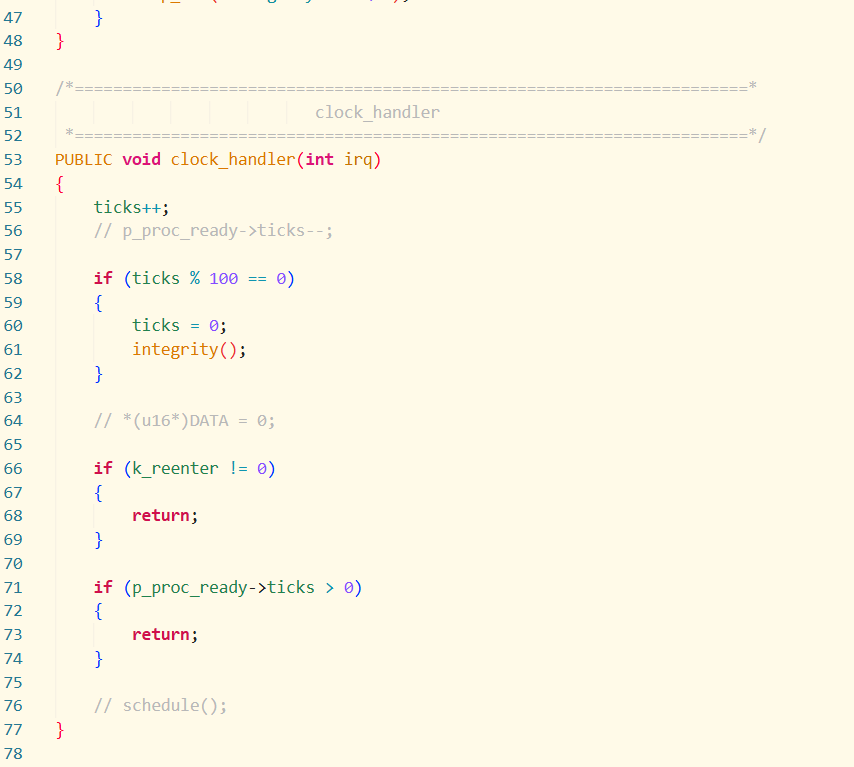 47 }
48 }
49
50 /*======================================================================*
51 clock_handler
52 *======================================================================*/
53 PUBLIC void clock_handler(int irq)
54 {
55 ticks++;
56 // p_proc_ready->ticks--;
57
58 if (ticks % 100 == 0)
59 {
60 ticks = 0;
61 integrity();
62 }
63
64 // *(u16*)DATA = 0;
65
66 if (k_reenter != 0)
67 {
68 return;
69 }
70
71 if (p_proc_ready->ticks > 0)
72 {
73 return;
74 }
75
76 // schedule();
77 }
78